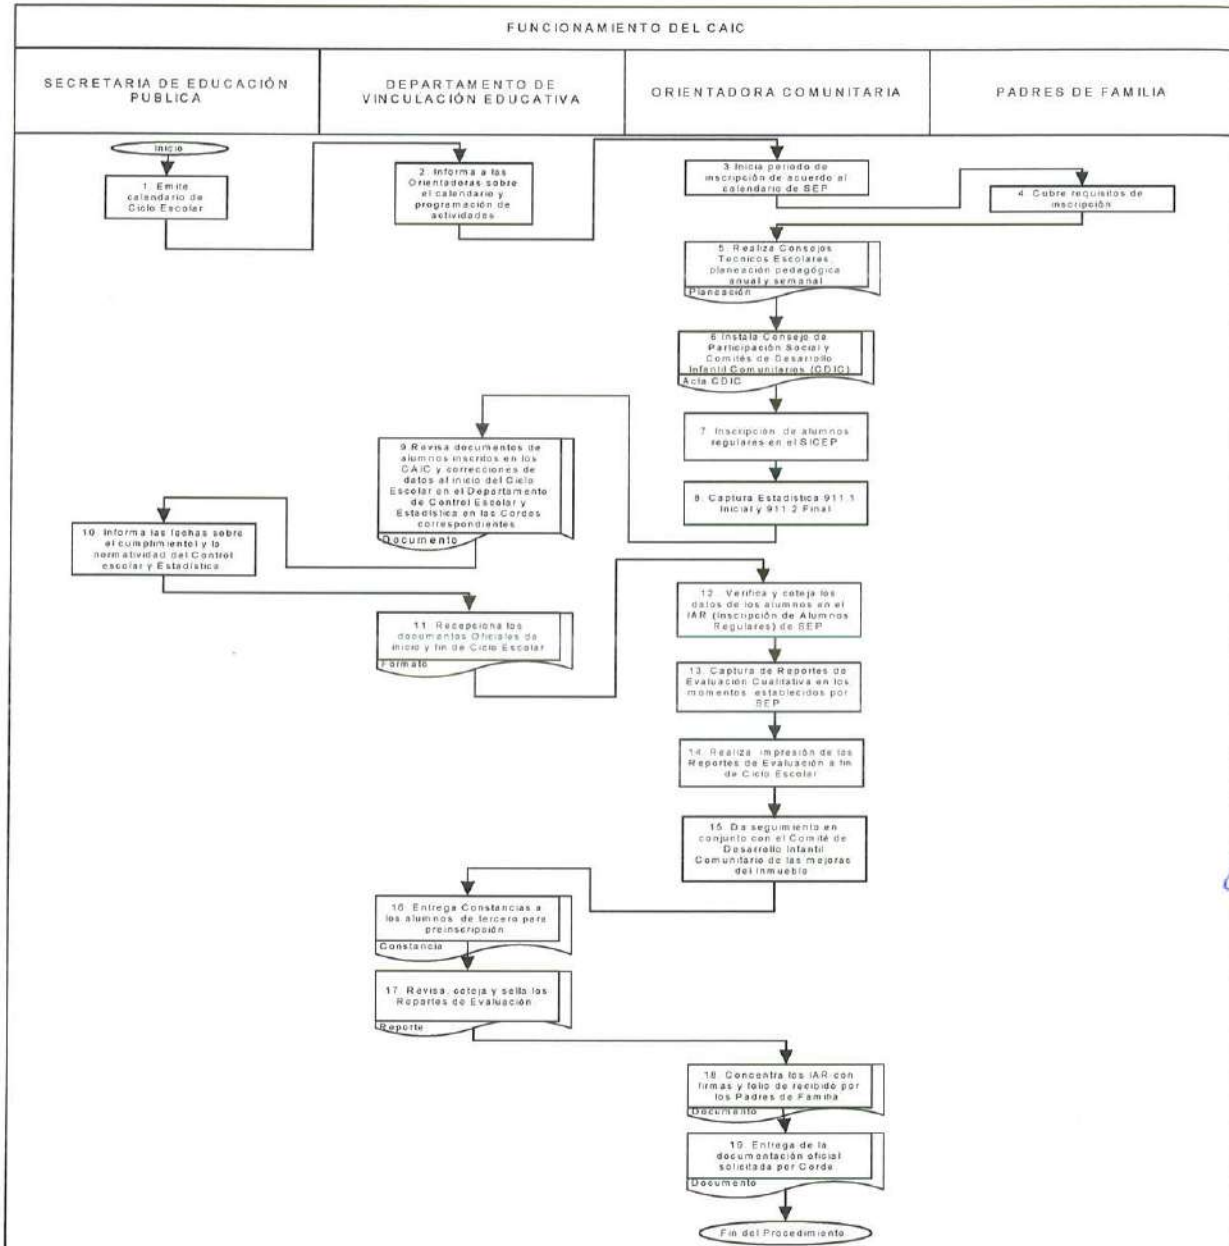 FUNCIONAMIENTO DEL CAIC
SECRETARIA DE EDUCACIÓN
PUBLICA
DEPARTAMENTO DE
VINCULACIÓN EDUCATIVA
ORIENTADORA COMUNITARIA
PADRES DE FAMILIA
Inicio
1. Emite
calendario de
Ciclo Escolar
2. Informa a las
Orientadoras sobre
el calendario y
programación de
actividades
3 Inicia periodo de
inscripción de acuerdo al
calendario de SEP
4. Cubre requisitos de
inscripción
5. Realiza Consejos
Tecnicos Escolares,
planeación pedagógica
anual y semanal
Planeación
6 Instala Consejo de
Participación Social y
Comités de Desarrollo
Infantil Comunitarios (CDIC)
Acta CDIC
7. Inscripción de alumnos
regulares en el SICEP
8. Captura Estadística 911.1
Inicial y 911.2 Final
9 Revisa documentos de
alumnos inscritos en los
CAIC y correcciones de
datos al inicio del Ciclo
Escolar en el Departamento
de Control Escolar y
Estadística en las Cordes
correspondientes
Documento
10. Informa las fechas sobre
el cumplimiento y la
normatividad del Control
escolar y Estadística
11. Recepciona los
documentos Oficiales de
inicio y fin de Ciclo Escolar
Formato
12. Verifica y coteja los
datos de los alumnos en el
IAR (Inscripción de Alumnos
Regulares) de SEP
13. Captura de Reportes de
Evaluación Cualitativa en los
momentos establecidos por
SEP
14. Realiza impresión de los
Reportes de Evaluación a fin
de Ciclo Escolar
15. Da seguimiento en
conjunto con el Comité de
Desarrollo Infantil
Comunitario de las mejoras
del Inmueble
16. Entrega Constancias a
los alumnos de tercero para
preinscripción
Constancia
17. Revisa, coteja y sella los
Reportes de Evaluación
Reporte
18. Concentra los IAR con
firmas y folio de recibido por
los Padres de Familia
Documento
19. Entrega de la
documentación oficial
solicitada por Corde
Documento
Fin del Procedimiento